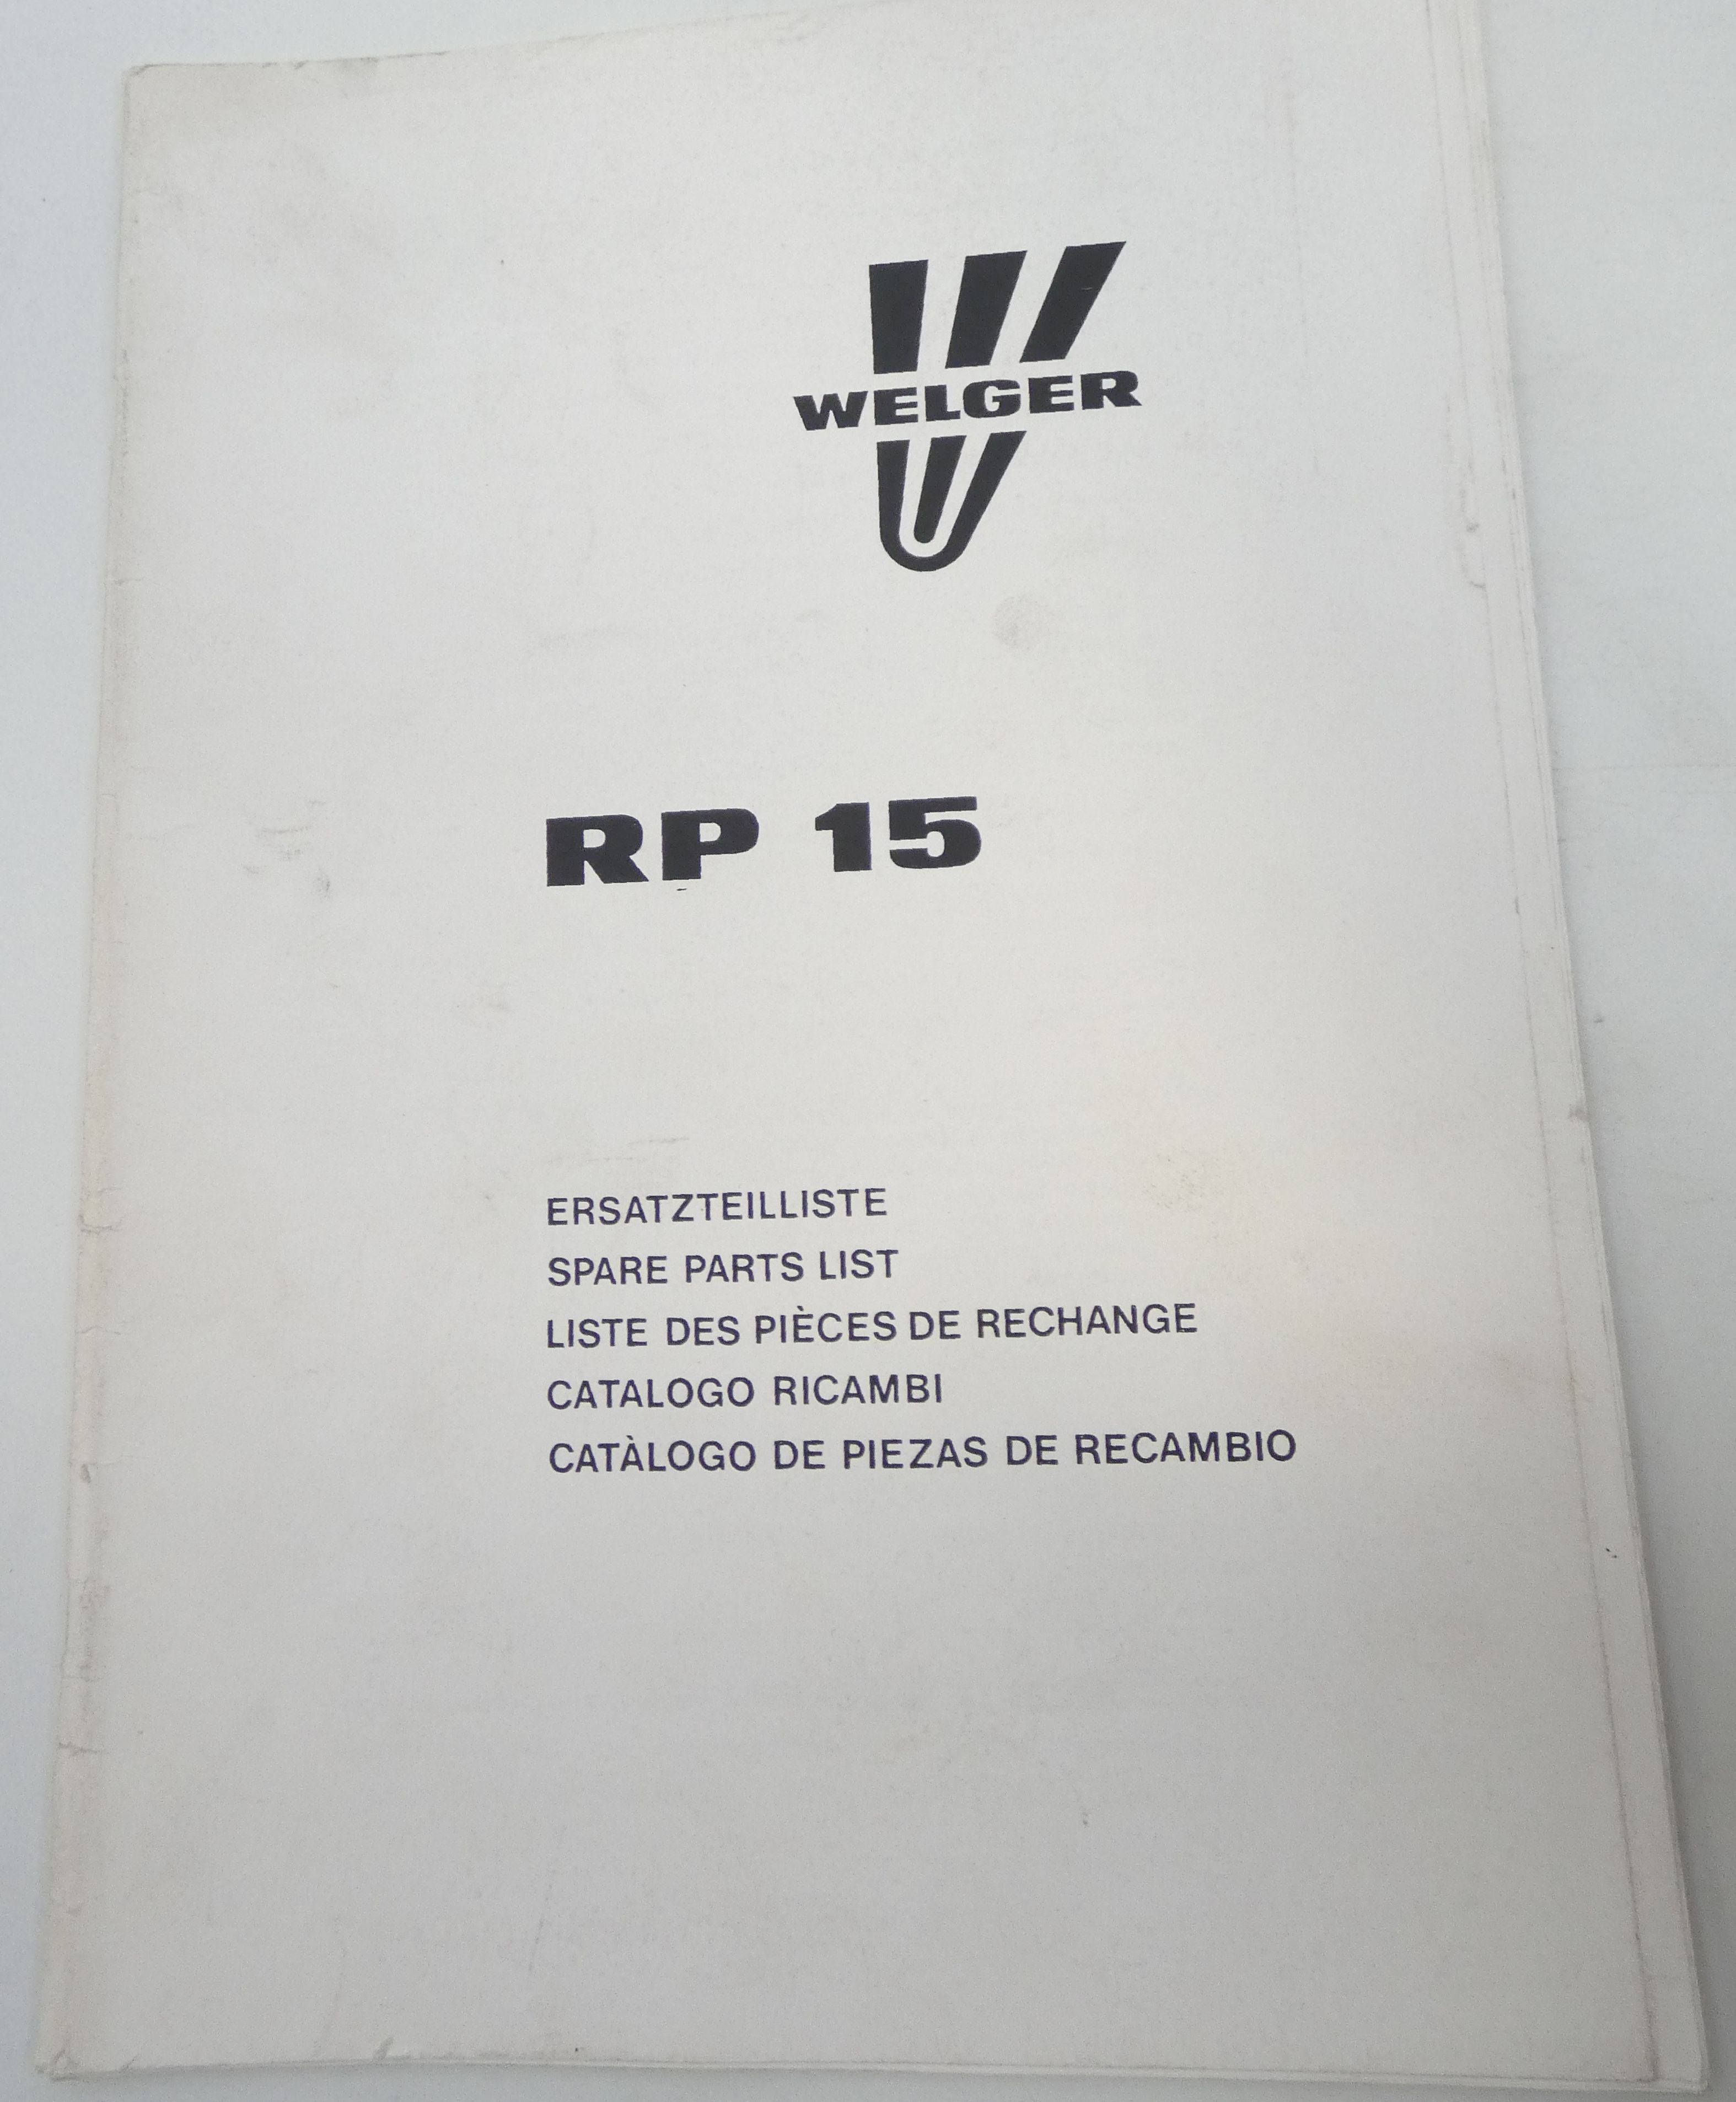 WELGER
RP 15
ERSATZTEILLISTE
SPARE PARTS LIST
LISTE DES PIÈCES DE RECHANGE
CATALOGO RICAMBI
CATÀLOGO DE PIEZAS DE RECAMBIO